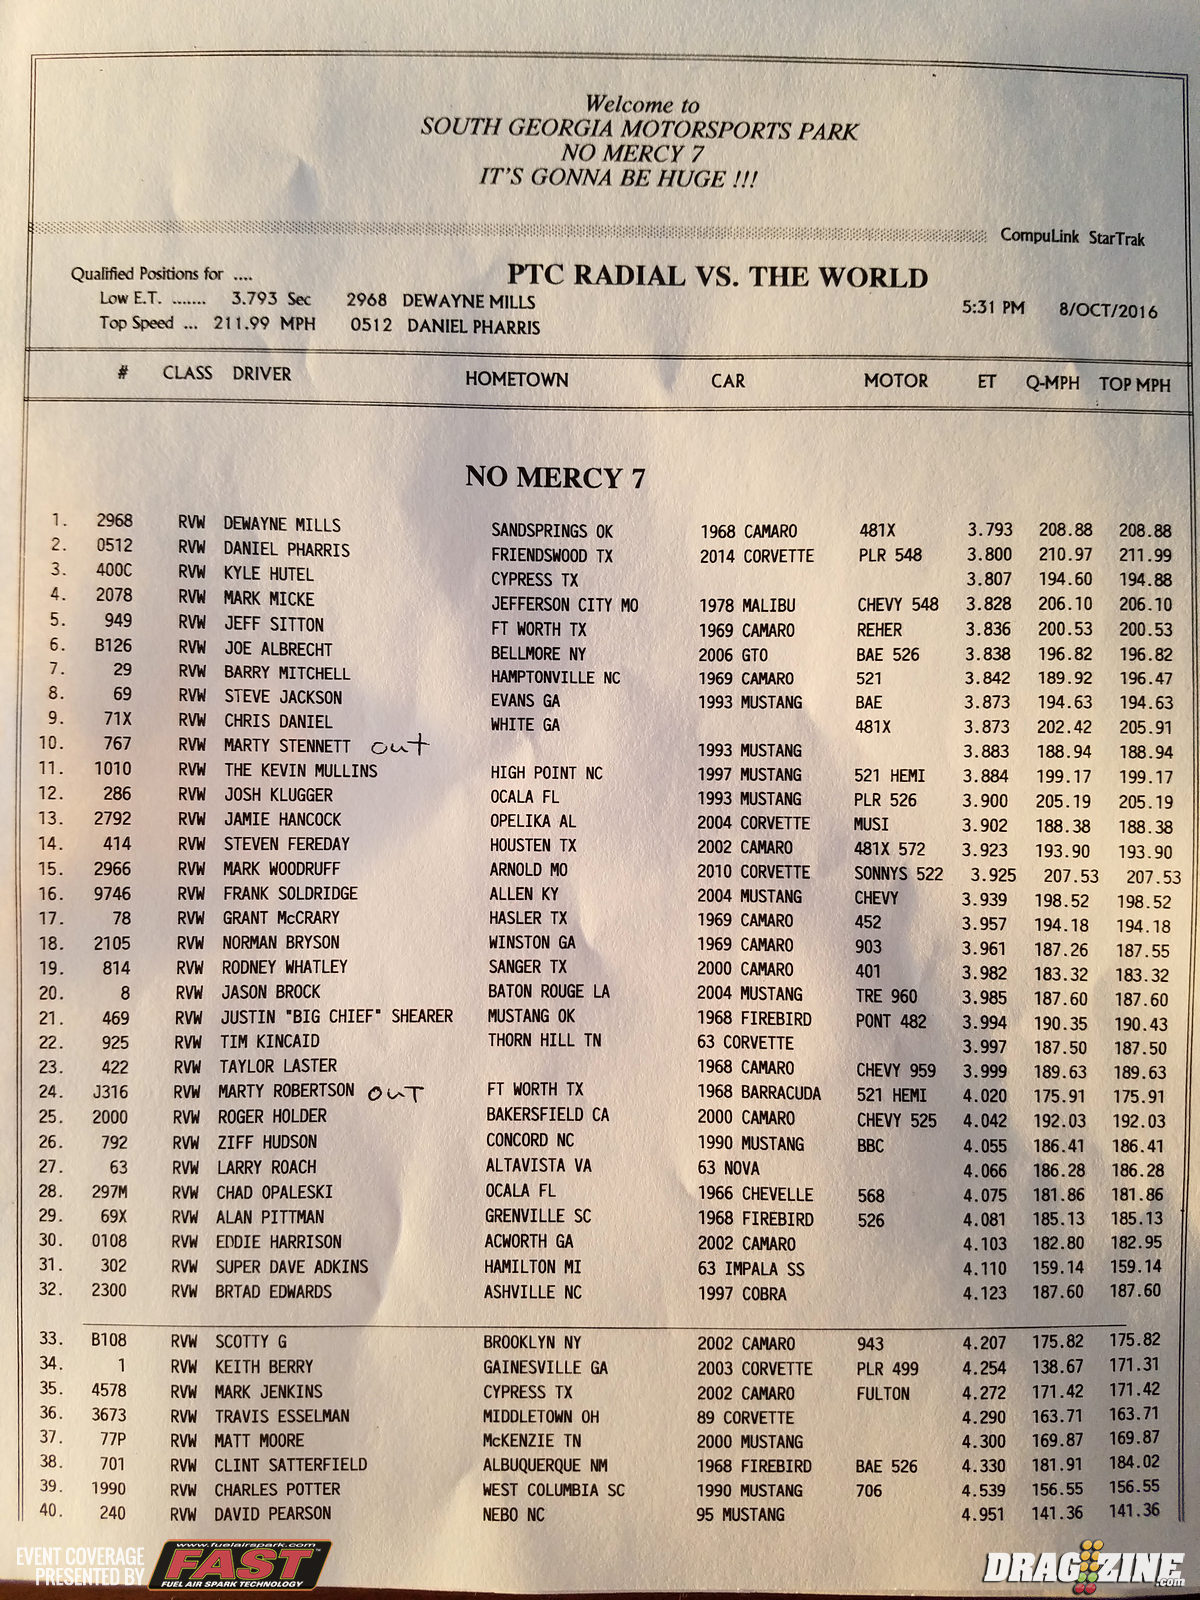 Welcome to
SOUTH GEORGIA MOTORSPORTS PARK
NO MERCY 7
IT'S GONNA BE HUGE !!!
CompuLink StarTrak
Qualified Positions for .... PTC RADIAL VS. THE WORLD
Low E.T. ....... 3.793 Sec 2968 DEWAYNE MILLS 5:31 PM 8/OCT/2016
Top Speed ... 211.99 MPH 0512 DANIEL PHARRIS
# CLASS DRIVER HOMETOWN CAR MOTOR ET Q-MPH TOP MPH
NO MERCY 7
1. 2968 RVW DEWAYNE MILLS SANDSPRINGS OK 1968 CAMARO 481X 3.793 208.88 208.88
2. 0512 RVW DANIEL PHARRIS FRIENDSWOOD TX 2014 CORVETTE PLR 548 3.800 210.97 211.99
3. 400C RVW KYLE HUTEL CYPRESS TX 3.807 194.60 194.88
4. 2078 RVW MARK MICKE JEFFERSON CITY MO 1978 MALIBU CHEVY 548 3.828 206.10 206.10
5. 949 RVW JEFF SITTON FT WORTH TX 1969 CAMARO REHER 3.836 200.53 200.53
6. B126 RVW JOE ALBRECHT BELLMORE NY 2006 GTO BAE 526 3.838 196.82 196.82
7. 29 RVW BARRY MITCHELL HAMPTONVILLE NC 1969 CAMARO 521 3.842 189.92 196.47
8. 69 RVW STEVE JACKSON EVANS GA 1993 MUSTANG BAE 3.873 194.63 194.63
9. 71X RVW CHRIS DANIEL WHITE GA 481X 3.873 202.42 205.91
10. 767 RVW MARTY STENNETT out 1993 MUSTANG 3.883 188.94 188.94
11. 1010 RVW THE KEVIN MULLINS HIGH POINT NC 1997 MUSTANG 521 HEMI 3.884 199.17 199.17
12. 286 RVW JOSH KLUGGER OCALA FL 1993 MUSTANG PLR 526 3.900 205.19 205.19
13. 2792 RVW JAMIE HANCOCK OPELIKA AL 2004 CORVETTE MUSI 3.902 188.38 188.38
14. 414 RVW STEVEN FEREDAY HOUSTEN TX 2002 CAMARO 481X 572 3.923 193.90 193.90
15. 2966 RVW MARK WOODRUFF ARNOLD MO 2010 CORVETTE SONNYS 522 3.925 207.53 207.53
16. 9746 RVW FRANK SOLDRIDGE ALLEN KY 2004 MUSTANG CHEVY 3.939 198.52 198.52
17. 78 RVW GRANT McCRARY HASLER TX 1969 CAMARO 452 3.957 194.18 194.18
18. 2105 RVW NORMAN BRYSON WINSTON GA 1969 CAMARO 903 3.961 187.26 187.55
19. 814 RVW RODNEY WHATLEY SANGER TX 2000 CAMARO 401 3.982 183.32 183.32
20. 8 RVW JASON BROCK BATON ROUGE LA 2004 MUSTANG TRE 960 3.985 187.60 187.60
21. 469 RVW JUSTIN "BIG CHIEF" SHEARER MUSTANG OK 1968 FIREBIRD PONT 482 3.994 190.35 190.43
22. 925 RVW TIM KINCAID THORN HILL TN 63 CORVETTE 3.997 187.50 187.50
23. 422 RVW TAYLOR LASTER 1968 CAMARO CHEVY 959 3.999 189.63 189.63
24. J316 RVW MARTY ROBERTSON OUT FT WORTH TX 1968 BARRACUDA 521 HEMI 4.020 175.91 175.91
25. 2000 RVW ROGER HOLDER BAKERSFIELD CA 2000 CAMARO CHEVY 525 4.042 192.03 192.03
26. 792 RVW ZIFF HUDSON CONCORD NC 1990 MUSTANG BBC 4.055 186.41 186.41
27. 63 RVW LARRY ROACH ALTAVISTA VA 63 NOVA 4.066 186.28 186.28
28. 297M RVW CHAD OPALESKI OCALA FL 1966 CHEVELLE 568 4.075 181.86 181.86
29. 69X RVW ALAN PITTMAN GRENVILLE SC 1968 FIREBIRD 526 4.081 185.13 185.13
30. 0108 RVW EDDIE HARRISON ACWORTH GA 2002 CAMARO 4.103 182.80 182.95
31. 302 RVW SUPER DAVE ADKINS HAMILTON MI 63 IMPALA SS 4.110 159.14 159.14
32. 2300 RVW BRTAD EDWARDS ASHVILLE NC 1997 COBRA 4.123 187.60 187.60
33. B108 RVW SCOTTY G BROOKLYN NY 2002 CAMARO 943 4.207 175.82 175.82
34. 1 RVW KEITH BERRY GAINESVILLE GA 2003 CORVETTE PLR 499 4.254 138.67 171.31
35. 4578 RVW MARK JENKINS CYPRESS TX 2002 CAMARO FULTON 4.272 171.42 171.42
36. 3673 RVW TRAVIS ESSELMAN MIDDLETOWN OH 89 CORVETTE 4.290 163.71 163.71
37. 77P RVW MATT MOORE McKENZIE TN 2000 MUSTANG 4.300 169.87 169.87
38. 701 RVW CLINT SATTERFIELD ALBUQUERQUE NM 1968 FIREBIRD BAE 526 4.330 181.91 184.02
39. 1990 RVW CHARLES POTTER WEST COLUMBIA SC 1990 MUSTANG 706 4.539 156.55 156.55
40. 240 RVW DAVID PEARSON NEBO NC 95 MUSTANG 4.951 141.36 141.36
EVENT COVERAGE
PRESENTED BY
www.fuelairspark.com
FAST
FUEL AIR SPARK TECHNOLOGY
DRAGZINE
.com